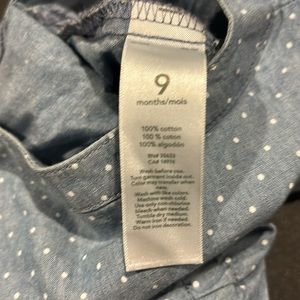 9
months/mois
100% cotton
100 % coton
100% algodón
Wash before use.
Turn garment inside out.
Color may transfer when
new.
Wash with like colors.
Machine wash cold.
Use only non-chlorine
bleach when needed.
Tumble dry medium.
Warm iron if needed.
Do not iron decoration.